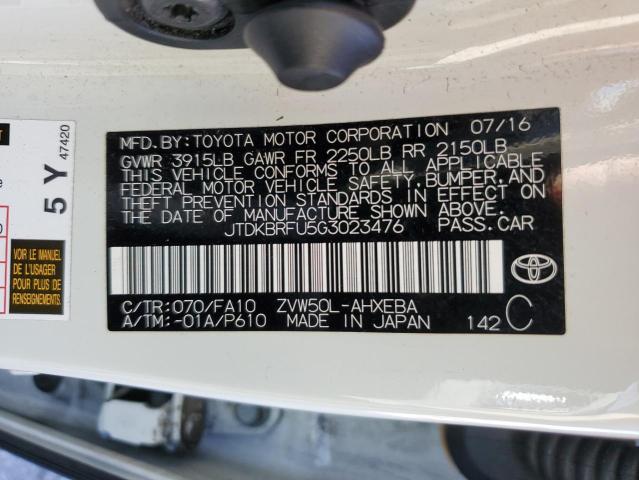 MFD. BY: TOYOTA MOTOR CORPORATION 07/16
GVWR 3915LB GAWR FR 2250LB RR 2150LB
THIS VEHICLE CONFORMS TO ALL APPLICABLE
FEDERAL MOTOR VEHICLE SAFETY, BUMPER, AND
THEFT PREVENTION STANDARDS IN EFFECT ON
THE DATE OF MANUFACTURE SHOWN ABOVE.
JTDKBRFU5G3023476 PASS.CAR
C/TR:070/FA10 ZVW50L-AHXEBA
A/TM:-01A/P610 MADE IN JAPAN 142 C
TOYOTA
5 Y
47420
VOIR LE MANUEL
DE L'USAGER
POUR PLUS DE
RENSEIGNEMENTS